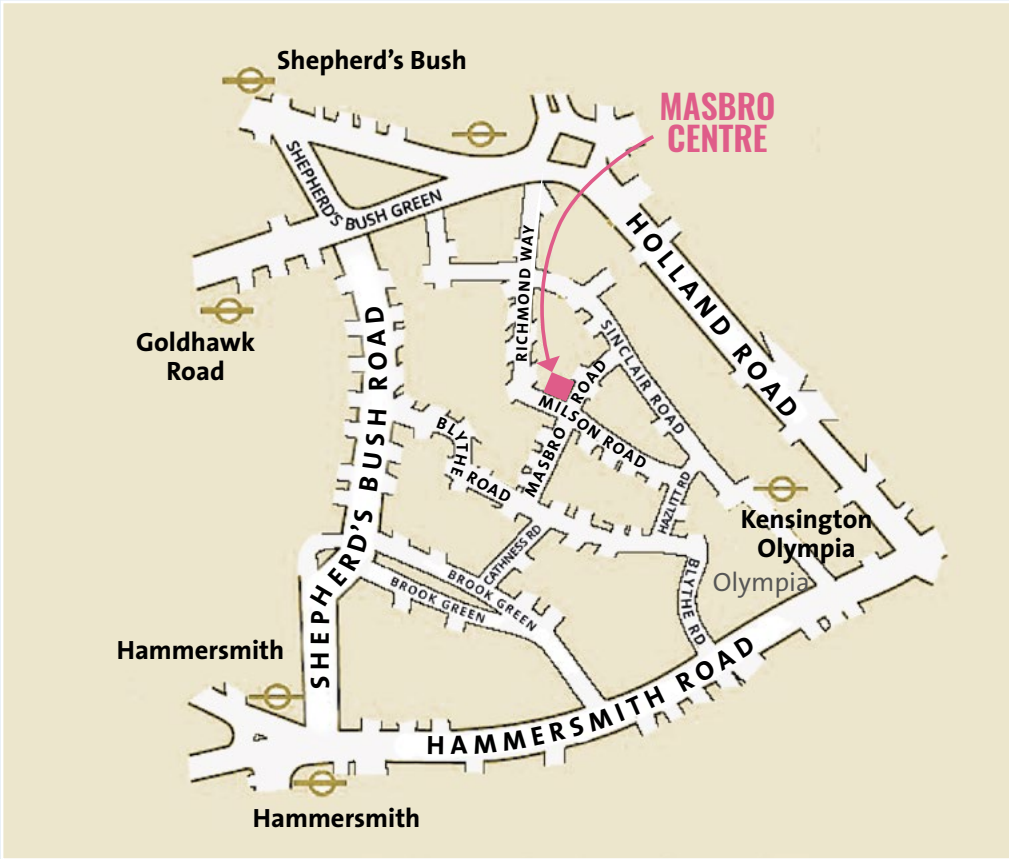 Shepherd's Bush
MASBRO
CENTRE
SHEPHERD'S BUSH GREEN
HOLLAND ROAD
RICHMOND WAY
Goldhawk
Road
SHEPHERD'S BUSH ROAD
SINCLAIR ROAD
MASBRO ROAD
MILSON ROAD
BLYTHE ROAD
HAZLITT RD
Kensington
Olympia
Olympia
CATHNESS RD
BROOK GREEN
BROOK GREEN
BLYTHE RD
Hammersmith
HAMMERSMITH ROAD
Hammersmith